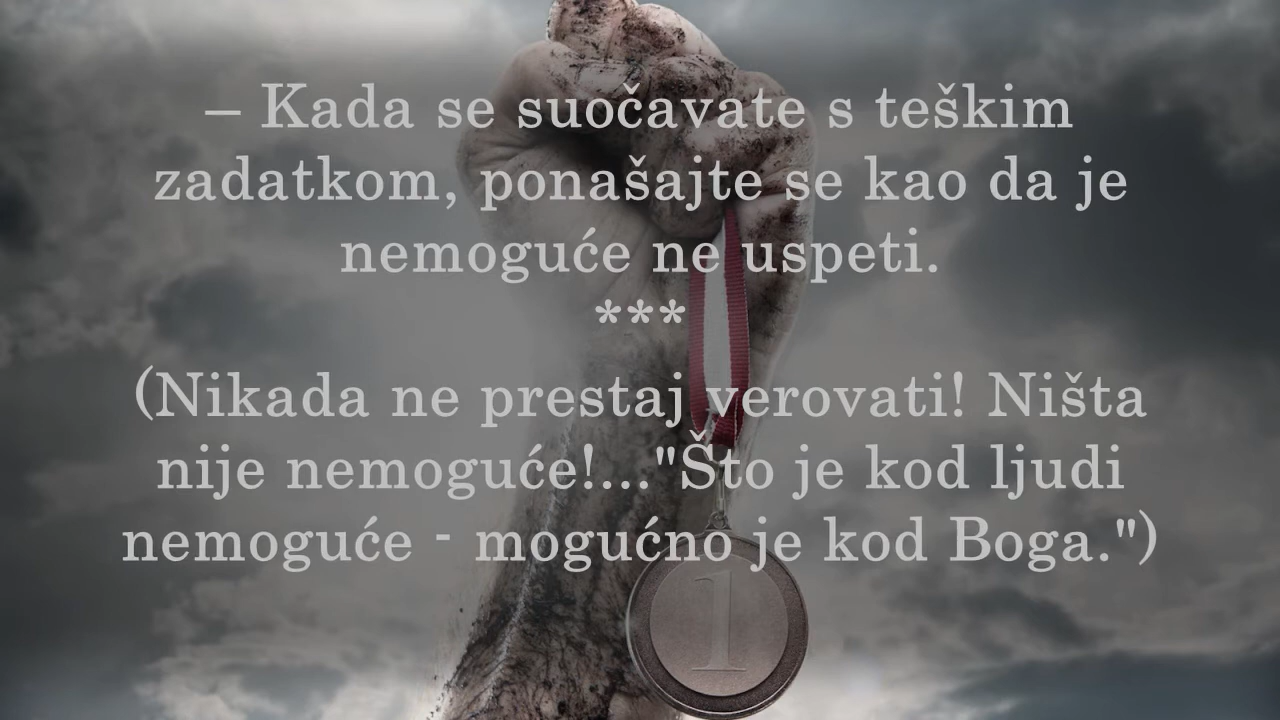 – Kada se suočavate s teškim
zadatkom, ponašajte se kao da je
nemoguće ne uspeti.
***
(Nikada ne prestaj verovati! Ništa
nije nemoguće!..."Što je kod ljudi
nemoguće - mogućno je kod Boga.")
1